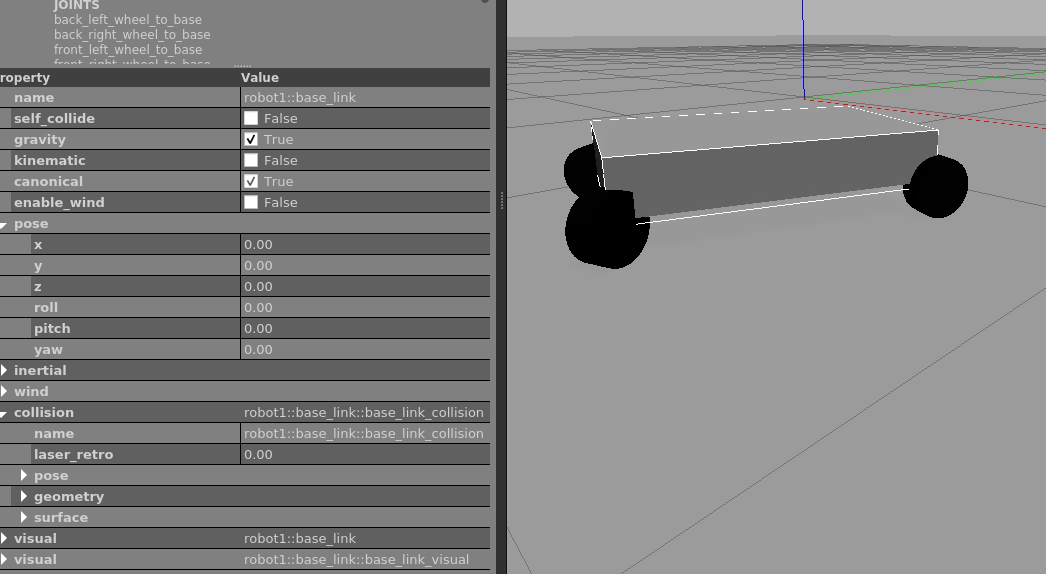 JOINTS
back_left_wheel_to_base
back_right_wheel_to_base
front_left_wheel_to_base
front_right_wheel_to_base
roperty Value
name robot1::base_link
self_collide False
gravity True
kinematic False
canonical True
enable_wind False
pose
x 0.00
y 0.00
z 0.00
roll 0.00
pitch 0.00
yaw 0.00
inertial
wind
collision robot1::base_link::base_link_collision
name robot1::base_link::base_link_collision
laser_retro 0.00
pose
geometry
surface
visual robot1::base_link
visual robot1::base_link::base_link_visual